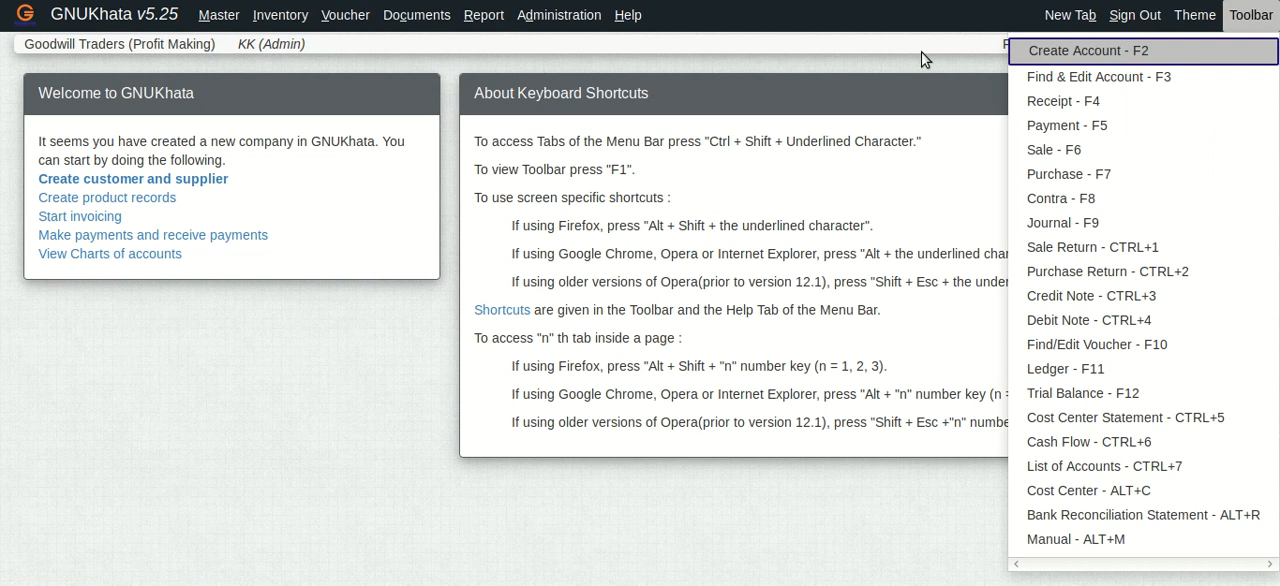 GNUKhata v5.25 Master Inventory Voucher Documents Report Administration Help New Tab Sign Out Theme Toolbar
Goodwill Traders (Profit Making) KK (Admin)
Welcome to GNUKhata
It seems you have created a new company in GNUKhata. You
can start by doing the following.
Create customer and supplier
Create product records
Start invoicing
Make payments and receive payments
View Charts of accounts
About Keyboard Shortcuts
To access Tabs of the Menu Bar press "Ctrl + Shift + Underlined Character."
To view Toolbar press "F1".
To use screen specific shortcuts :
If using Firefox, press "Alt + Shift + the underlined character".
If using Google Chrome, Opera or Internet Explorer, press "Alt + the underlined
If using older versions of Opera(prior to version 12.1), press "Shift + Esc + the
Shortcuts are given in the Toolbar and the Help Tab of the Menu Bar.
To access "n" th tab inside a page :
If using Firefox, press "Alt + Shift + "n" number key (n = 1, 2, 3).
If using Google Chrome, Opera or Internet Explorer, press "Alt + "n" number key (n
If using older versions of Opera(prior to version 12.1), press "Shift + Esc +"n"
Create Account - F2
Find & Edit Account - F3
Receipt - F4
Payment - F5
Sale - F6
Purchase - F7
Contra - F8
Journal - F9
Sale Return - CTRL+1
Purchase Return - CTRL+2
Credit Note - CTRL+3
Debit Note - CTRL+4
Find/Edit Voucher - F10
Ledger - F11
Trial Balance - F12
Cost Center Statement - CTRL+5
Cash Flow - CTRL+6
List of Accounts - CTRL+7
Cost Center - ALT+C
Bank Reconciliation Statement - ALT+R
Manual - ALT+M